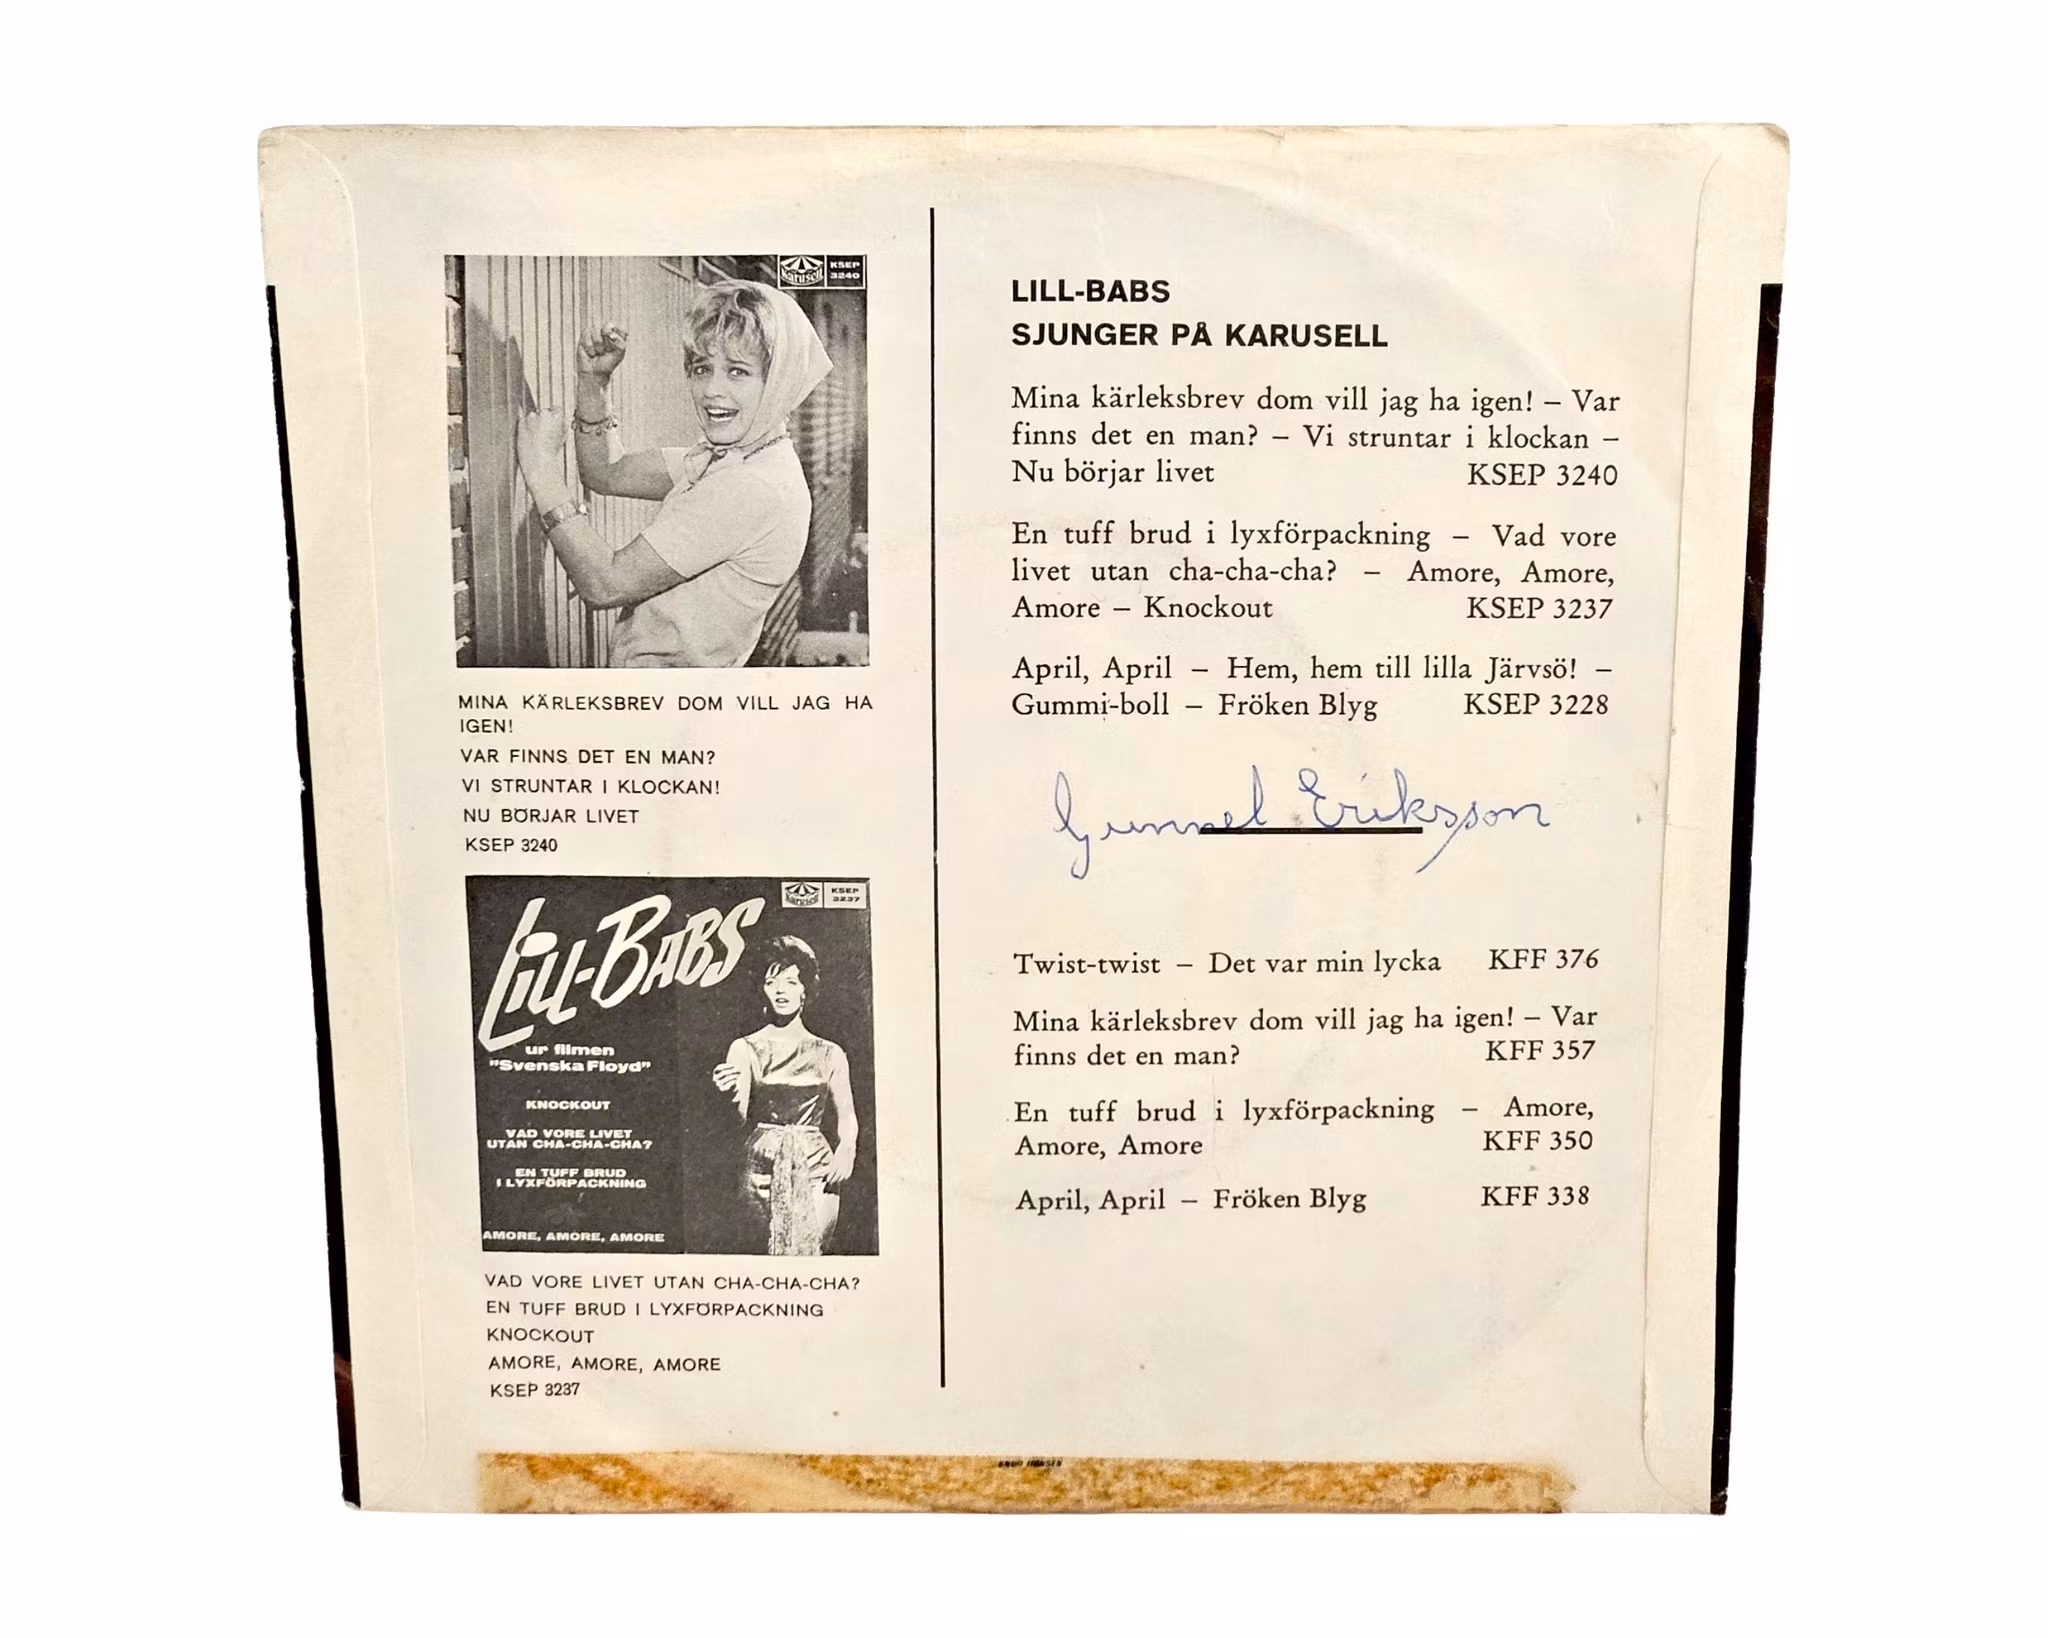 Karusell
KSEP
3240
MINA KÄRLEKSBREV DOM VILL JAG HA
IGEN!
VAR FINNS DET EN MAN?
VI STRUNTAR I KLOCKAN!
NU BÖRJAR LIVET
KSEP 3240
Karusell
KSEP
3237
LILL-BABS
ur filmen
"Svenska Floyd"
KNOCKOUT
VAD VORE LIVET
UTAN CHA-CHA-CHA?
EN TUFF BRUD
I LYXFÖRPACKNING
AMORE, AMORE, AMORE
VAD VORE LIVET UTAN CHA-CHA-CHA?
EN TUFF BRUD I LYXFÖRPACKNING
KNOCKOUT
AMORE, AMORE, AMORE
KSEP 3237
LILL-BABS
SJUNGER PÅ KARUSELL
Mina kärleksbrev dom vill jag ha igen! – Var
finns det en man? – Vi struntar i klockan –
Nu börjar livet KSEP 3240
En tuff brud i lyxförpackning – Vad vore
livet utan cha-cha-cha? – Amore, Amore,
Amore – Knockout KSEP 3237
April, April – Hem, hem till lilla Järvsö! –
Gummi-boll – Fröken Blyg KSEP 3228
Gunnel Eriksson
Twist-twist – Det var min lycka KFF 376
Mina kärleksbrev dom vill jag ha igen! – Var
finns det en man? KFF 357
En tuff brud i lyxförpackning – Amore,
Amore, Amore KFF 350
April, April – Fröken Blyg KFF 338
KNUD HANSEN